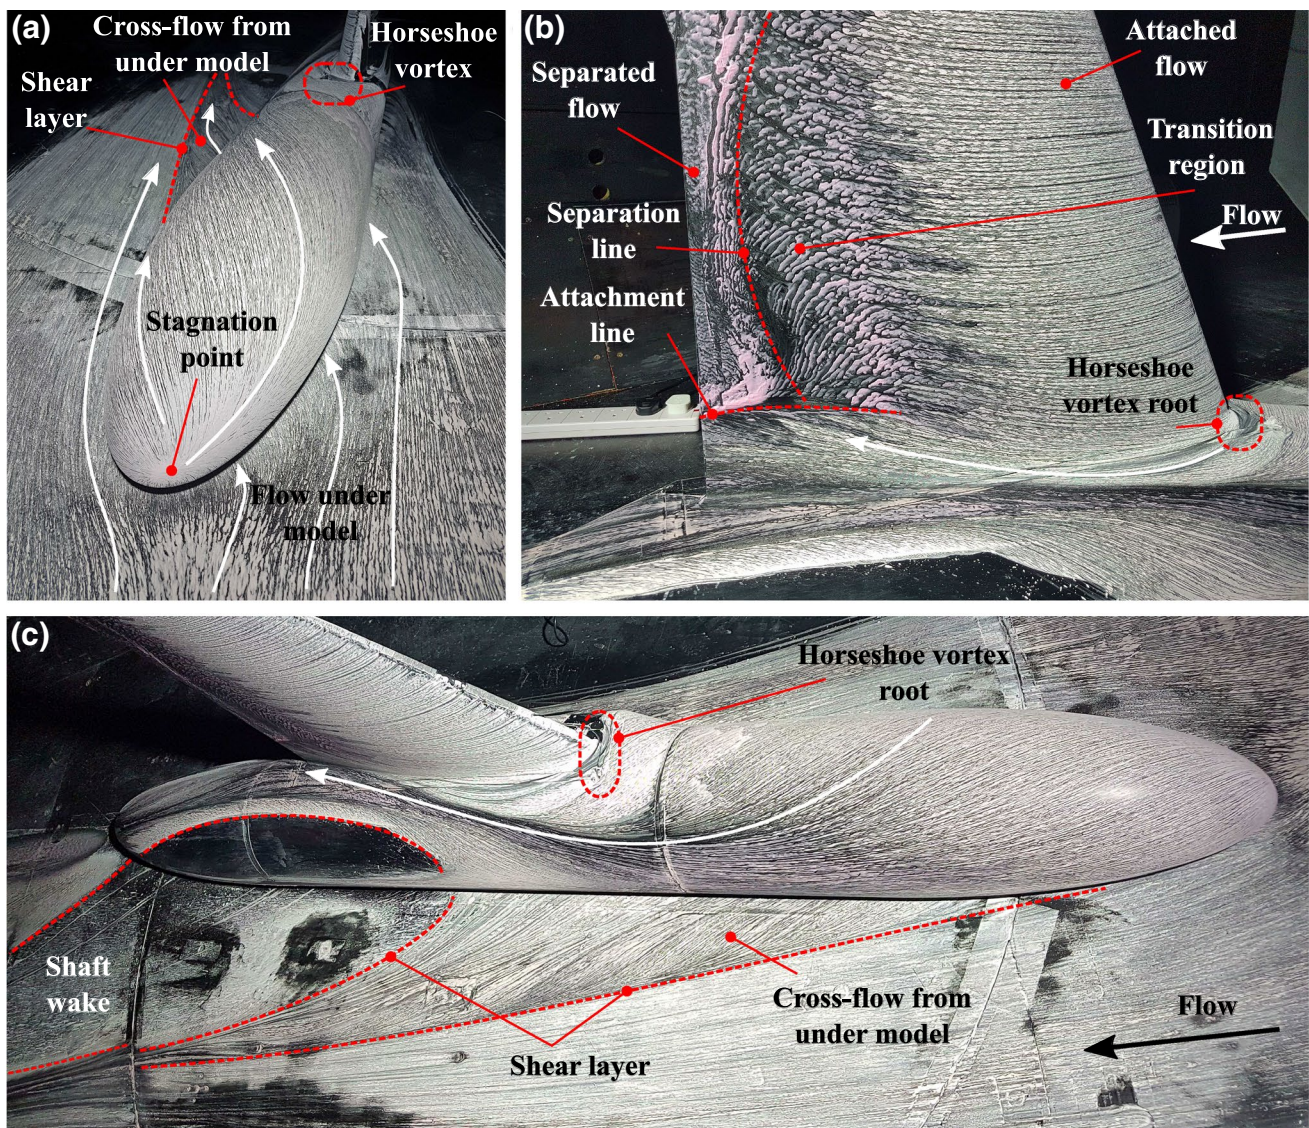 (a)
Cross-flow from
under model
Horseshoe
vortex
Shear
layer
Stagnation
point
Flow under
model
(b)
Attached
flow
Separated
flow
Transition
region
Separation
line
Flow
Attachment
line
Horseshoe
vortex root
(c)
Horseshoe vortex
root
Shaft
wake
Cross-flow from
under model
Flow
Shear layer